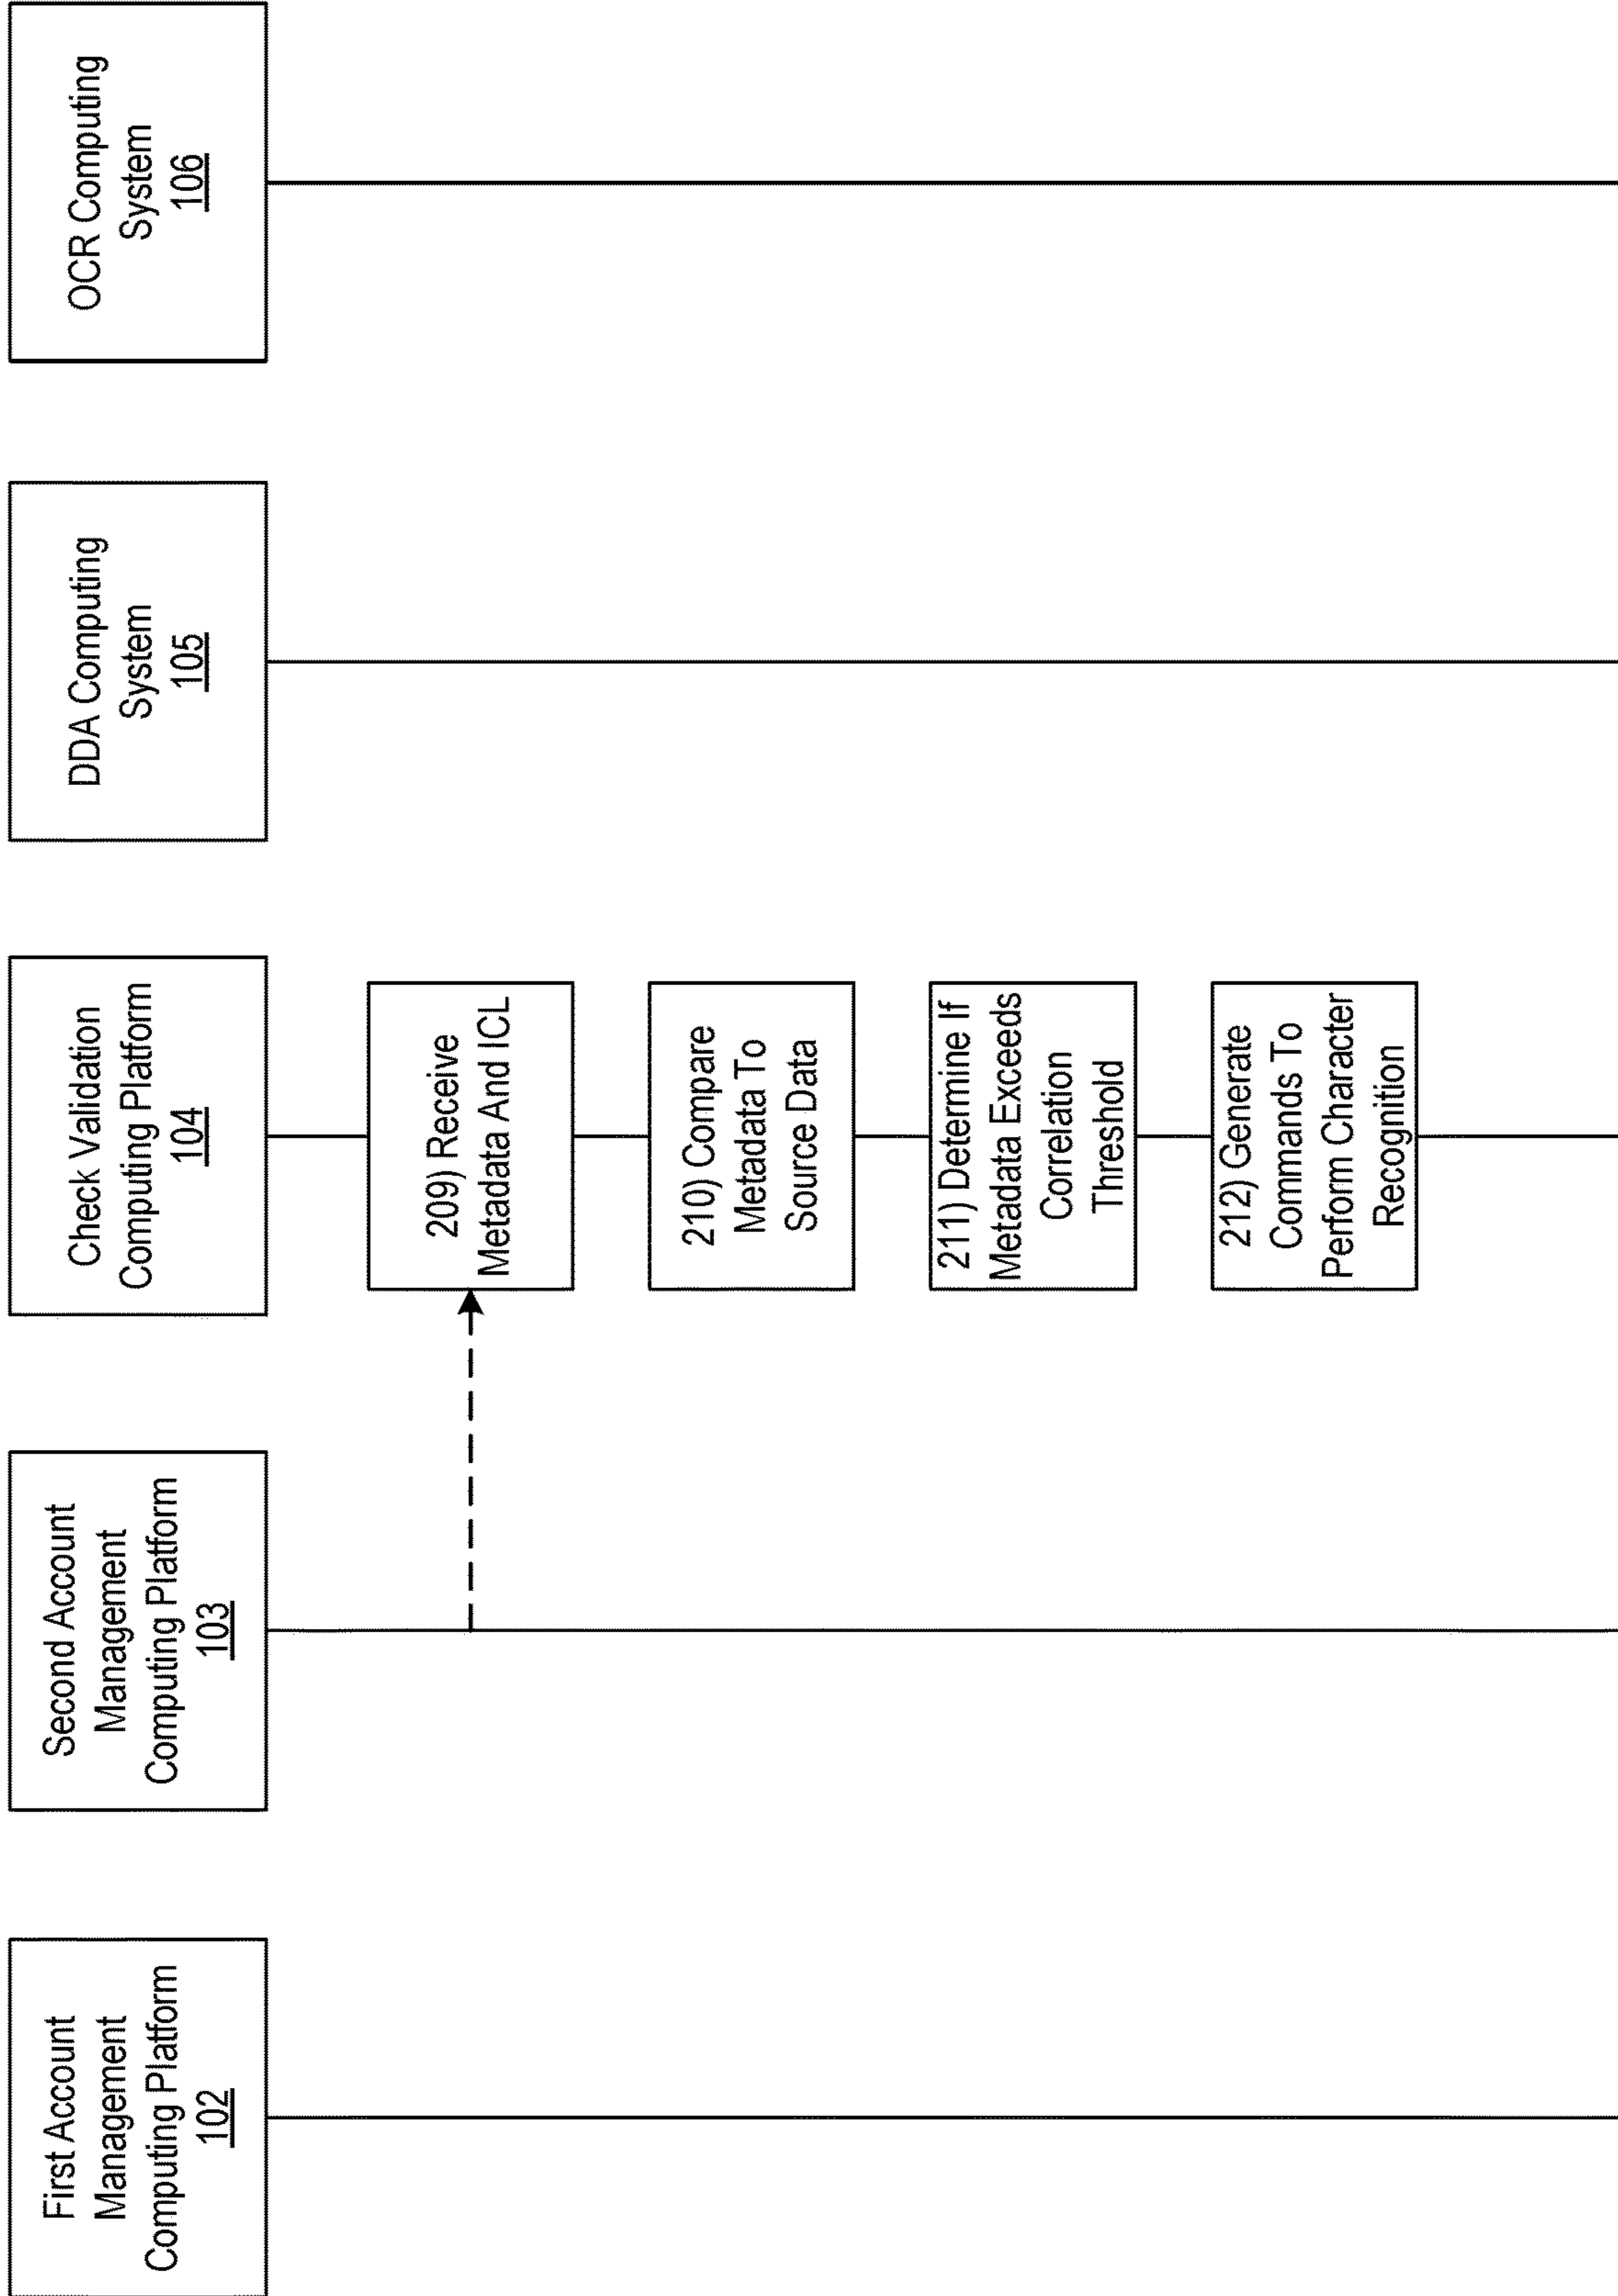 First Account
Management
Computing Platform
102
Second Account
Management
Computing Platform
103
Check Validation
Computing Platform
104
DDA Computing
System
105
OCR Computing
System
106
209) Receive
Metadata And ICL
210) Compare
Metadata To
Source Data
211) Determine If
Metadata Exceeds
Correlation
Threshold
212) Generate
Commands To
Perform Character
Recognition